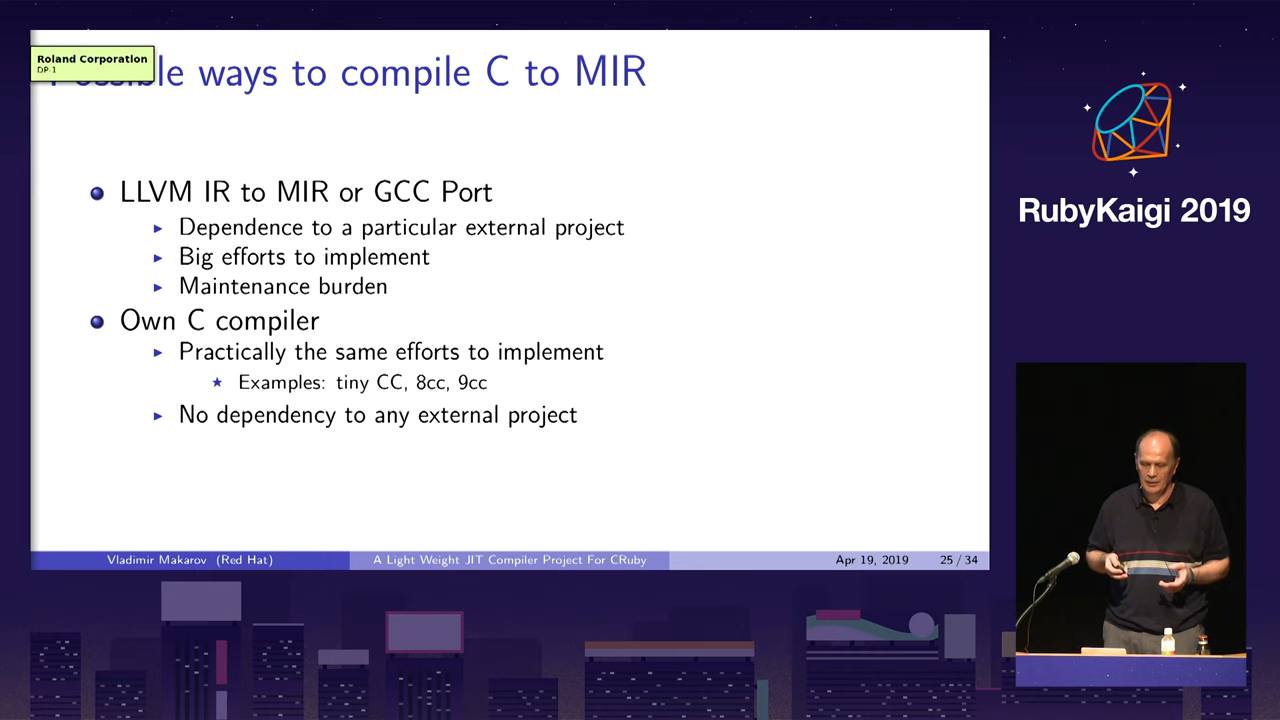 Roland Corporation
DP-1
Possible ways to compile C to MIR
LLVM IR to MIR or GCC Port
Dependence to a particular external project
Big efforts to implement
Maintenance burden
Own C compiler
Practically the same efforts to implement
Examples: tiny CC, 8cc, 9cc
No dependency to any external project
Vladimir Makarov (Red Hat)
A Light Weight JIT Compiler Project For CRuby
Apr 19, 2019
25 / 34
RubyKaigi 2019